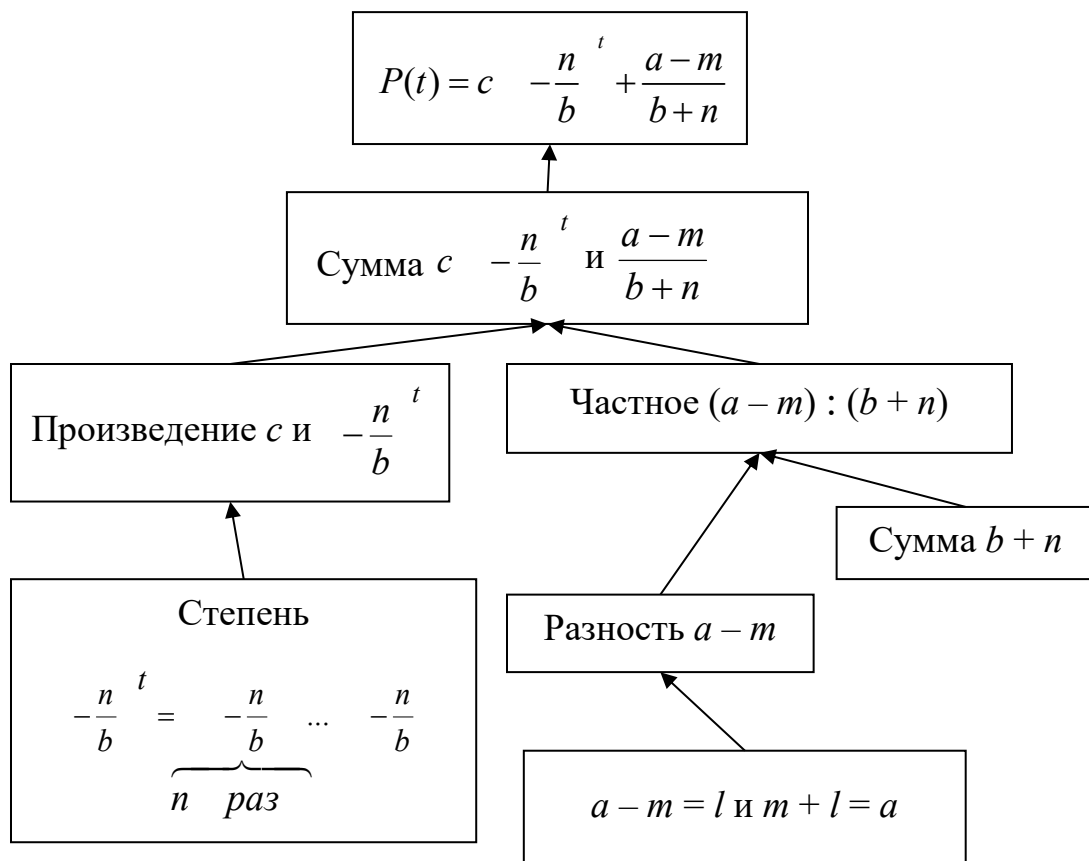 P(t) = c −n/b ^t + (a − m)/(b + n)
Сумма c −n/b ^t и (a − m)/(b + n)
Произведение c и −n/b ^t
Частное (a – m) : (b + n)
Сумма b + n
Степень
−n/b ^t = −n/b ... −n/b
n раз
Разность a – m
a – m = l и m + l = a